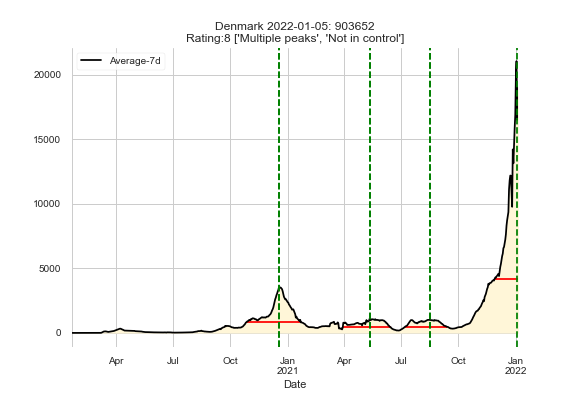 Denmark 2022-01-05: 903652
Rating:8 ['Multiple peaks', 'Not in control']
Average-7d
20000
15000
10000
5000
0
Apr Jul Oct Jan Apr Jul Oct Jan
2021 2022
Date